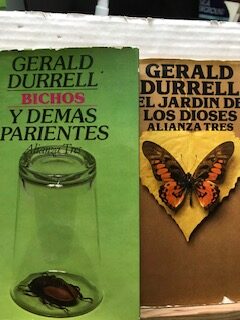 GERALD
DURRELL
BICHOS
Y DEMAS
PARIENTES
Alianza Tres
GERALD
DURRELL
EL JARDIN DE
LOS DIOSES
ALIANZA TRES